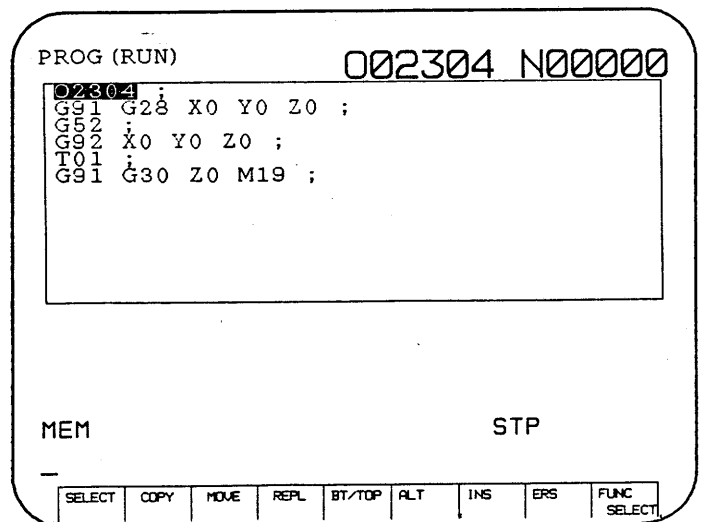 PROG (RUN) O02304 N00000
O2304 ;
G91 G28 X0 Y0 Z0 ;
G52 ;
G92 X0 Y0 Z0 ;
T01 ;
G91 G30 Z0 M19 ;
MEM STP
SELECT COPY MOVE REPL BT/TOP ALT INS ERS FUNC SELECT